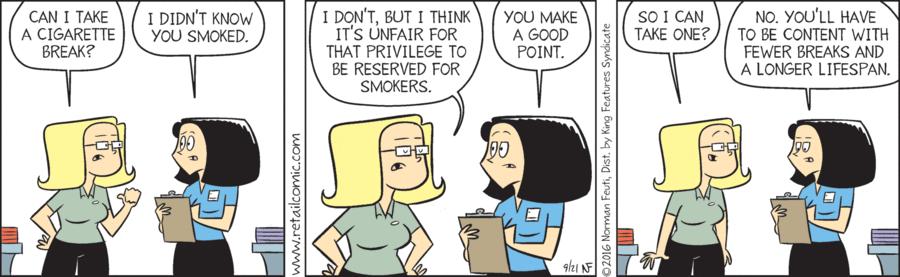 CAN I TAKE
A CIGARETTE
BREAK?
I DIDN'T KNOW
YOU SMOKED.
www.retailcomic.com
I DON'T, BUT I THINK
IT'S UNFAIR FOR
THAT PRIVILEGE TO
BE RESERVED FOR
SMOKERS.
YOU MAKE
A GOOD
POINT.
9/21 NF
© 2016 Norman Feuti, Dist. by King Features Syndicate
SO I CAN
TAKE ONE?
NO. YOU'LL HAVE
TO BE CONTENT WITH
FEWER BREAKS AND
A LONGER LIFESPAN.